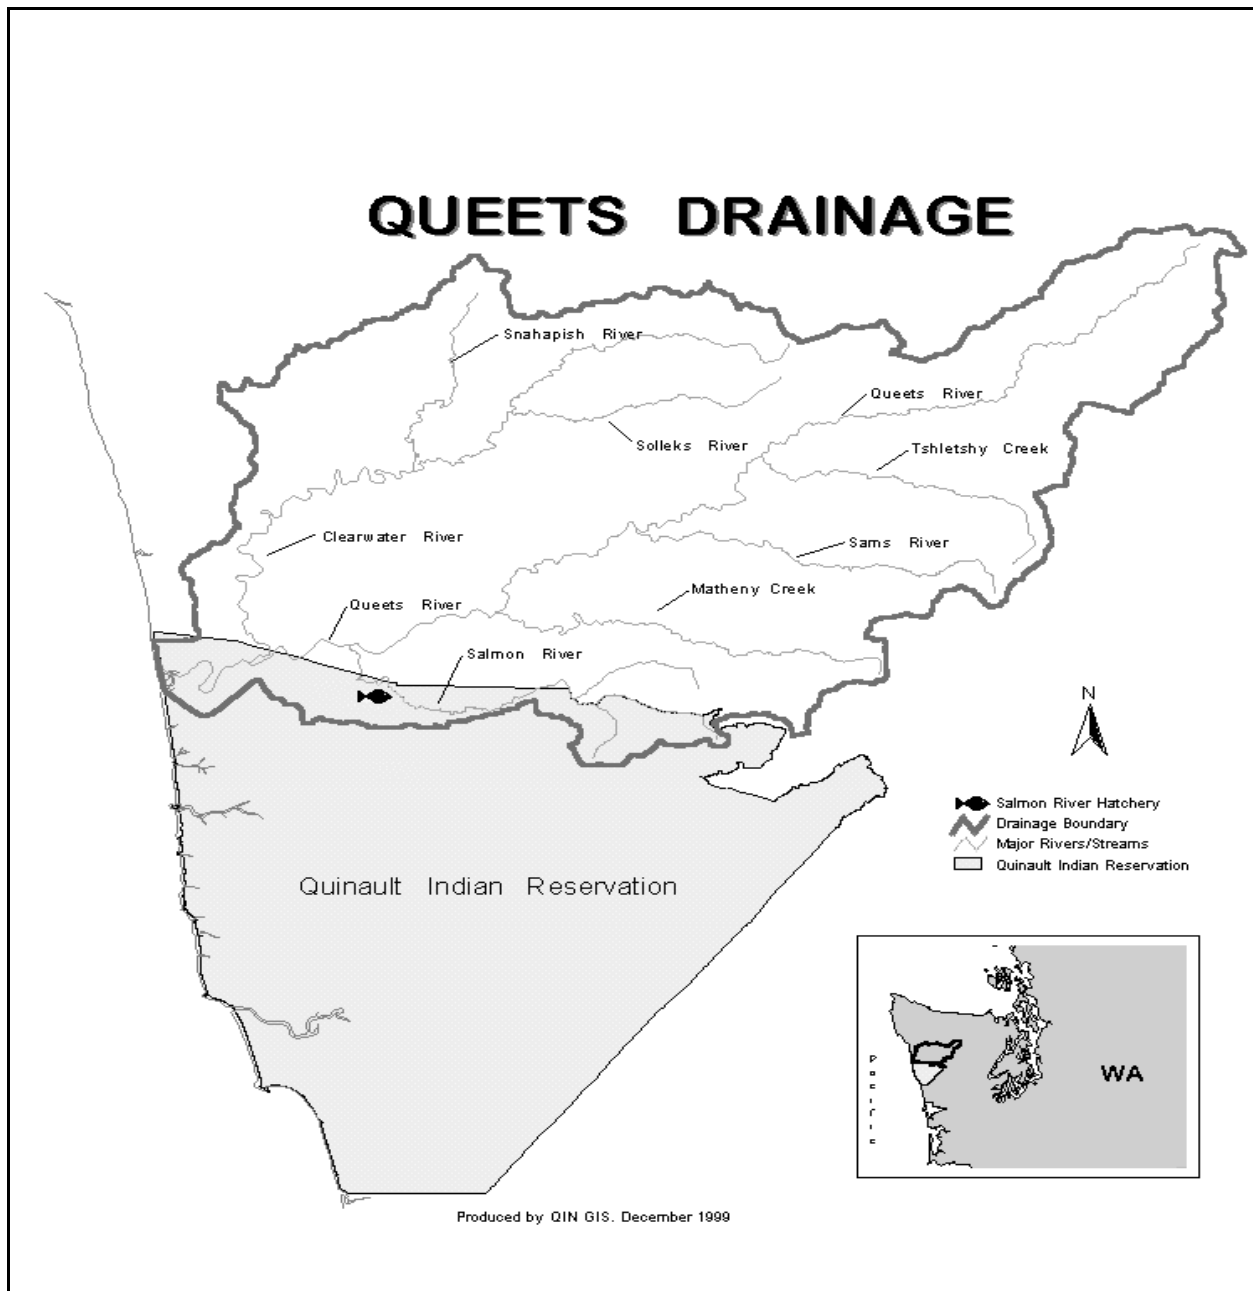 QUEETS DRAINAGE
Snahapish River
Queets River
Solleks River
Tshletshy Creek
Clearwater River
Sams River
Matheny Creek
Queets River
Salmon River
N
Salmon River Hatchery
Drainage Boundary
Major Rivers/Streams
Quinault Indian Reservation
Quinault Indian Reservation
Pacific
WA
Produced by QIN GIS. December 1999